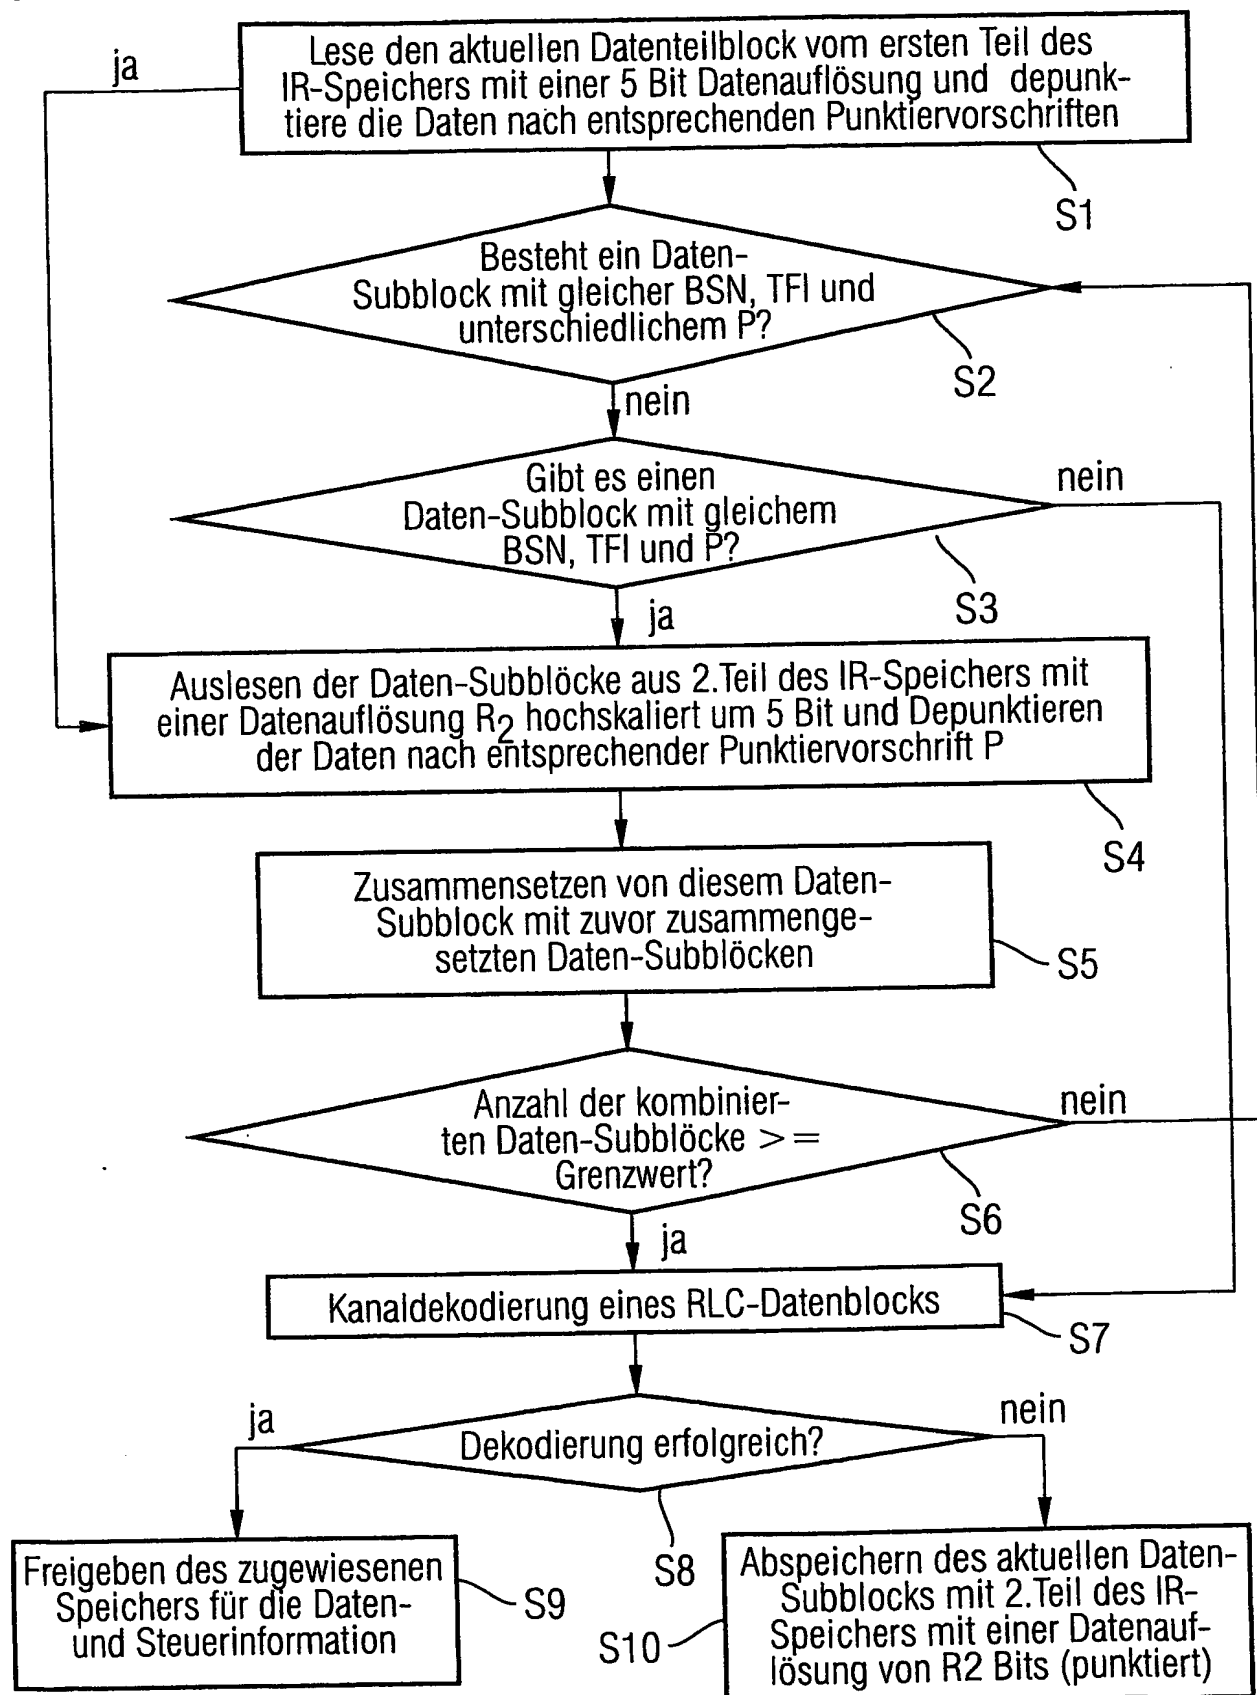 ja
Lese den aktuellen Datenteilblock vom ersten Teil des
IR-Speichers mit einer 5 Bit Datenauflösung und depunk-
tiere die Daten nach entsprechenden Punktiervorschriften
S1
Besteht ein Daten-
Subblock mit gleicher BSN, TFI und
unterschiedlichem P?
S2
nein
Gibt es einen
Daten-Subblock mit gleichem
BSN, TFI und P?
nein
S3
ja
Auslesen der Daten-Subblöcke aus 2.Teil des IR-Speichers mit
einer Datenauflösung R2 hochskaliert um 5 Bit und Depunktieren
der Daten nach entsprechender Punktiervorschrift P
S4
Zusammensetzen von diesem Daten-
Subblock mit zuvor zusammenge-
setzten Daten-Subblöcken
S5
Anzahl der kombinier-
ten Daten-Subblöcke >=
Grenzwert?
nein
S6
ja
Kanaldekodierung eines RLC-Datenblocks
S7
ja
Dekodierung erfolgreich?
nein
S8
Freigeben des zugewiesenen
Speichers für die Daten-
und Steuerinformation
S9
Abspeichern des aktuellen Daten-
Subblocks mit 2.Teil des IR-
Speichers mit einer Datenauf-
lösung von R2 Bits (punktiert)
S10